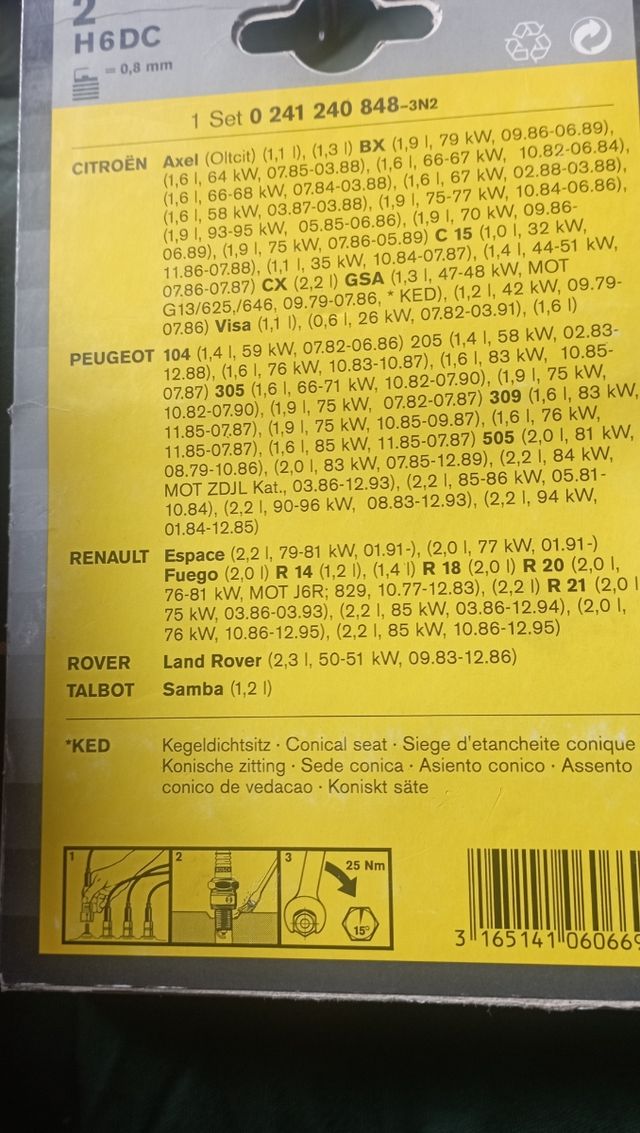 2
H6DC
= 0,8 mm
1 Set 0 241 240 848-3N2
CITROËN Axel (Oltcit) (1,1 l), (1,3 l) BX (1,9 l, 79 kW, 09.86-06.89),
(1,6 l, 64 kW, 07.85-03.88), (1,6 l, 66-67 kW, 10.82-06.84),
(1,6 l, 66-68 kW, 07.84-03.88), (1,6 l, 67 kW, 02.88-03.88),
(1,6 l, 58 kW, 03.87-03.88), (1,9 l, 75-77 kW, 10.84-06.86),
(1,9 l, 93-95 kW, 05.85-06.86), (1,9 l, 70 kW, 09.86-
06.89), (1,9 l, 75 kW, 07.86-05.89) C 15 (1,0 l, 32 kW,
11.86-07.88), (1,1 l, 35 kW, 10.84-07.87), (1,4 l, 44-51 kW,
07.86-07.87) CX (2,2 l) GSA (1,3 l, 47-48 kW, MOT
G13/625,/646, 09.79-07.86, * KED), (1,2 l, 42 kW, 09.79-
07.86) Visa (1,1 l), (0,6 l, 26 kW, 07.82-03.91), (1,6 l)
PEUGEOT 104 (1,4 l, 59 kW, 07.82-06.86) 205 (1,4 l, 58 kW, 02.83-
12.88), (1,6 l, 76 kW, 10.83-10.87), (1,6 l, 83 kW, 10.85-
07.87) 305 (1,6 l, 66-71 kW, 10.82-07.90), (1,9 l, 75 kW,
10.82-07.90), (1,9 l, 75 kW, 07.82-07.87) 309 (1,6 l, 83 kW,
11.85-07.87), (1,9 l, 75 kW, 10.85-09.87), (1,6 l, 76 kW,
11.85-07.87), (1,6 l, 85 kW, 11.85-07.87) 505 (2,0 l, 81 kW,
08.79-10.86), (2,0 l, 83 kW, 07.85-12.89), (2,2 l, 84 kW,
MOT ZDJL Kat., 03.86-12.93), (2,2 l, 85-86 kW, 05.81-
10.84), (2,2 l, 90-96 kW, 08.83-12.93), (2,2 l, 94 kW,
01.84-12.85)
RENAULT Espace (2,2 l, 79-81 kW, 01.91-), (2,0 l, 77 kW, 01.91-)
Fuego (2,0 l) R 14 (1,2 l), (1,4 l) R 18 (2,0 l) R 20 (2,0 l,
76-81 kW, MOT J6R; 829, 10.77-12.83), (2,2 l) R 21 (2,0 l
75 kW, 03.86-03.93), (2,2 l, 85 kW, 03.86-12.94), (2,0 l,
76 kW, 10.86-12.95), (2,2 l, 85 kW, 10.86-12.95)
ROVER Land Rover (2,3 l, 50-51 kW, 09.83-12.86)
TALBOT Samba (1,2 l)
*KED Kegeldichtsitz · Conical seat · Siege d'etancheite conique
Konische zitting · Sede conica · Asiento conico · Assento
conico de vedacao · Koniskt säte
1 2 3 25 Nm
15°
3 165141 060669